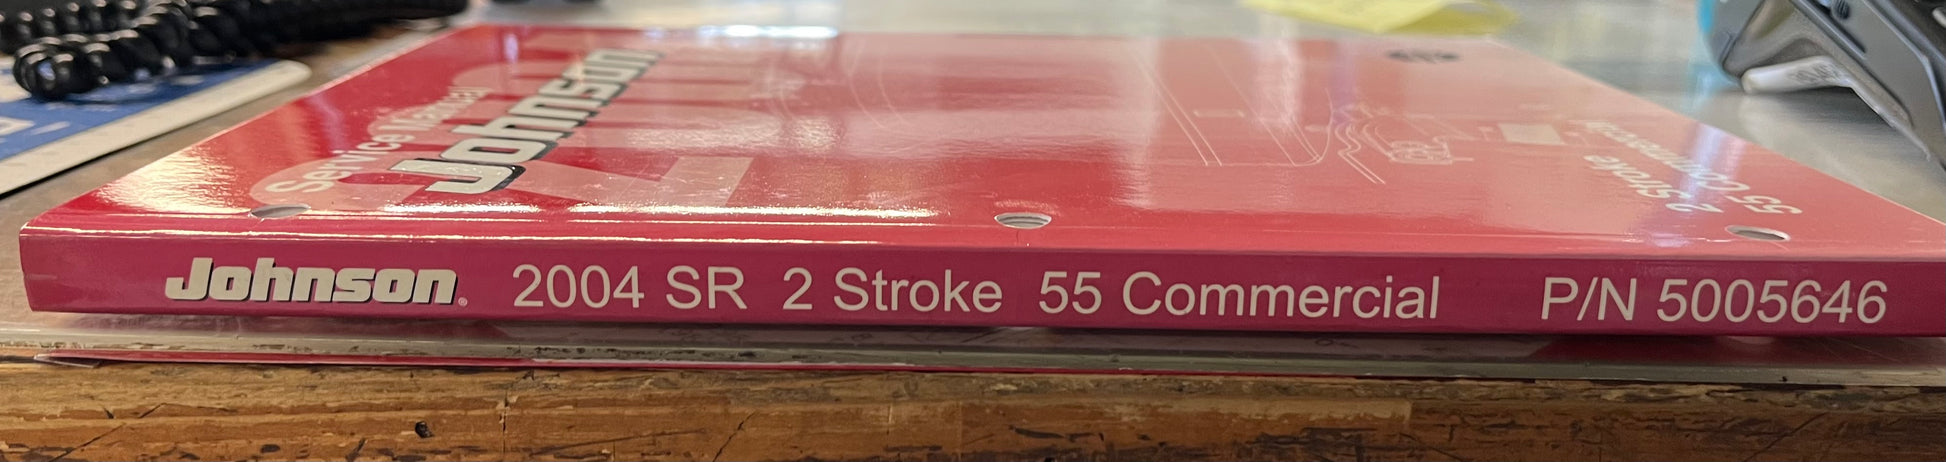 Service Manual
Johnson
2 Stroke
55 Commercial
Johnson® 2004 SR 2 Stroke 55 Commercial P/N 5005646